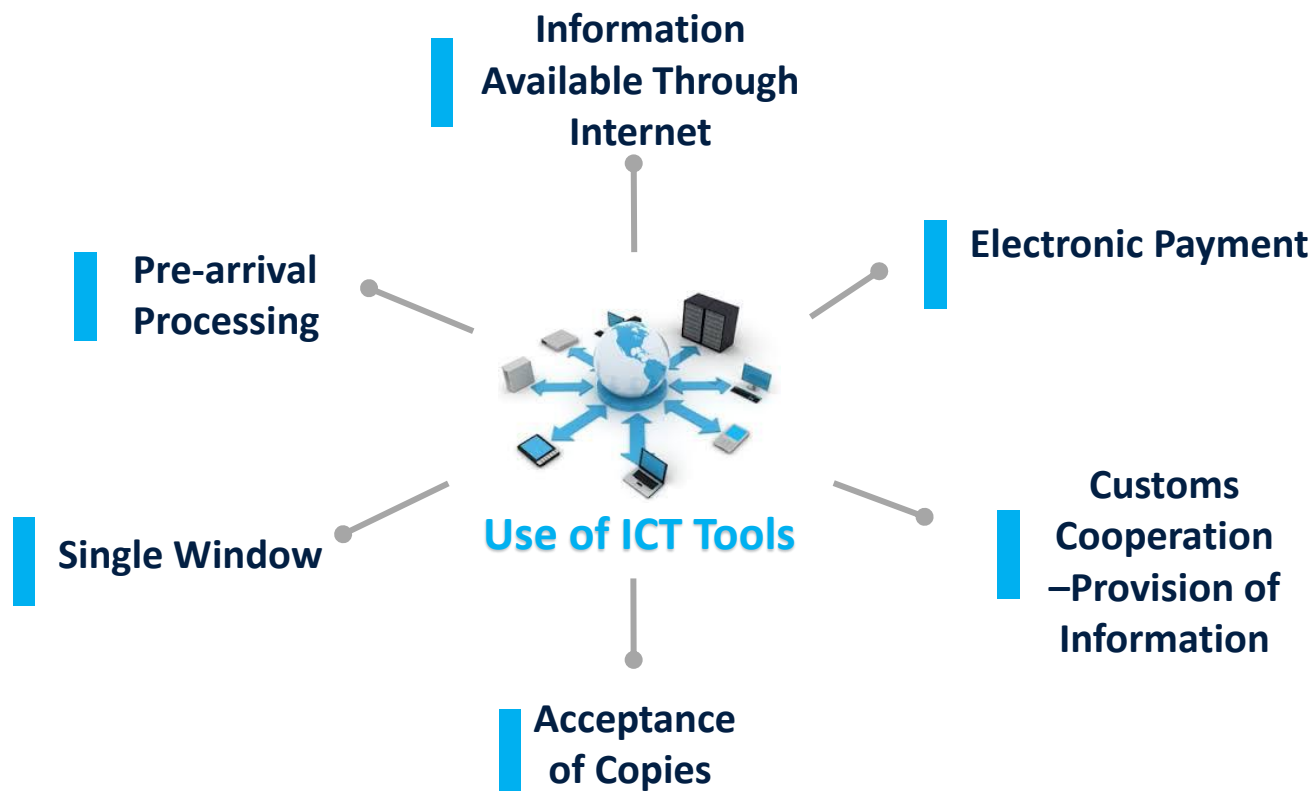 Information
Available Through
Internet
Electronic Payment
Pre-arrival
Processing
Customs
Cooperation
–Provision of
Information
Single Window
Use of ICT Tools
Acceptance
of Copies